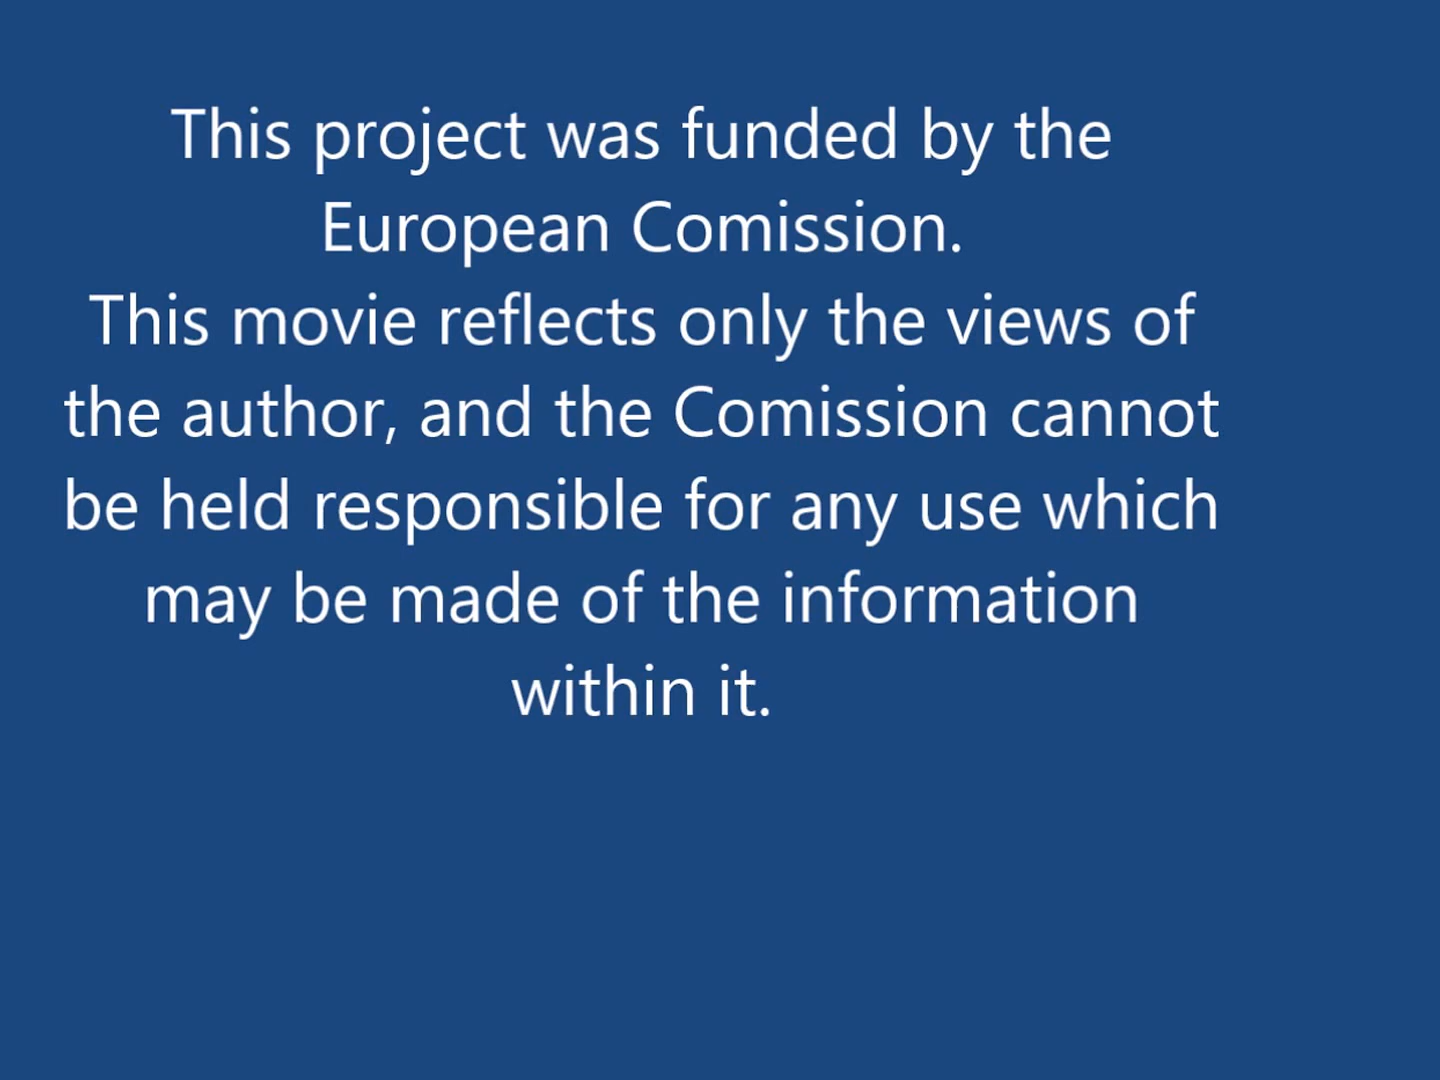 This project was funded by the
European Comission.
This movie reflects only the views of
the author, and the Comission cannot
be held responsible for any use which
may be made of the information
within it.